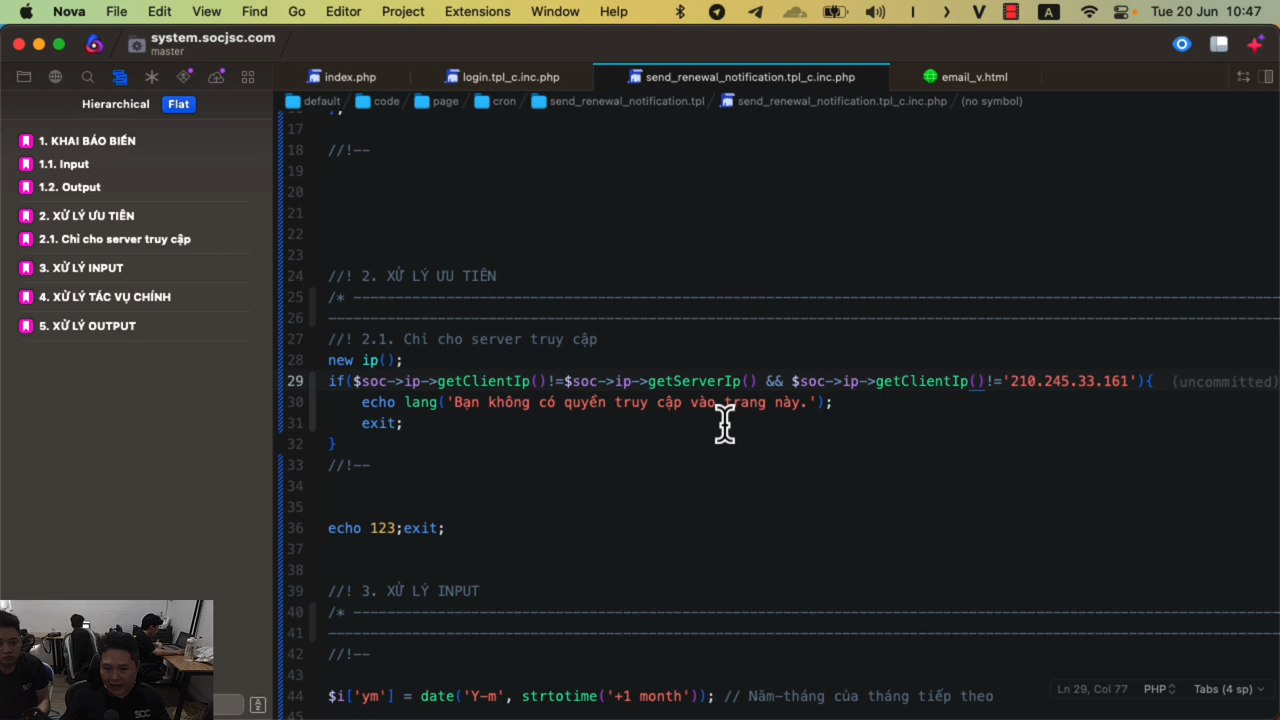 Nova File Edit View Find Go Editor Project Extensions Window Help A Tue 20 Jun 10:47
system.socjsc.com
master
index.php login.tpl_c.inc.php send_renewal_notification.tpl_c.inc.php email_v.html
Hierarchical Flat
default code page cron send_renewal_notification.tpl send_renewal_notification.tpl_c.inc.php (no symbol)
1. KHAI BÁO BIẾN
1.1. Input
1.2. Output
2. XỬ LÝ ƯU TIÊN
2.1. Chỉ cho server truy cập
3. XỬ LÝ INPUT
4. XỬ LÝ TÁC VỤ CHÍNH
5. XỬ LÝ OUTPUT
17
18 //!--
19
20
21
22
23
24 //! 2. XỬ LÝ ƯU TIÊN
25 /* --------------------------------------------------------------------------------
26 --------------------------------------------------------------------------------
27 //! 2.1. Chỉ cho server truy cập
28 new ip();
29 if($soc->ip->getClientIp()!=$soc->ip->getServerIp() && $soc->ip->getClientIp()!='210.245.33.161'){ (uncommitted)
30 echo lang('Bạn không có quyền truy cập vào trang này.');
31 exit;
32 }
33 //!--
34
35
36 echo 123;exit;
37
38
39 //! 3. XỬ LÝ INPUT
40 /* --------------------------------------------------------------------------------
41 --------------------------------------------------------------------------------
42 //!--
43
44 $i['ym'] = date('Y-m', strtotime('+1 month')); // Năm-tháng của tháng tiếp theo
45
Ln 29, Col 77 PHP Tabs (4 sp)